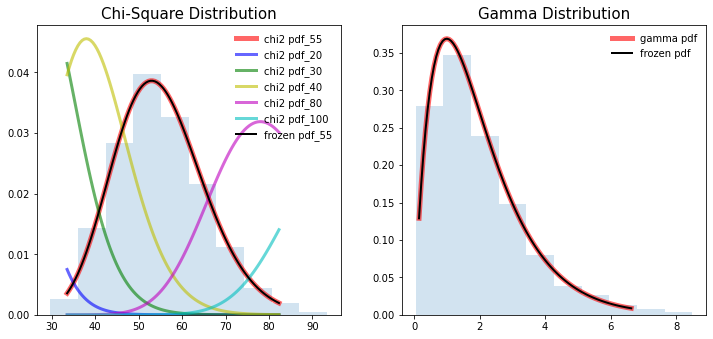 Chi-Square Distribution
chi2 pdf_55
chi2 pdf_20
chi2 pdf_30
chi2 pdf_40
chi2 pdf_80
chi2 pdf_100
frozen pdf_55
0.04
0.03
0.02
0.01
0.00
30 40 50 60 70 80 90
Gamma Distribution
gamma pdf
frozen pdf
0.35
0.30
0.25
0.20
0.15
0.10
0.05
0.00
0 2 4 6 8